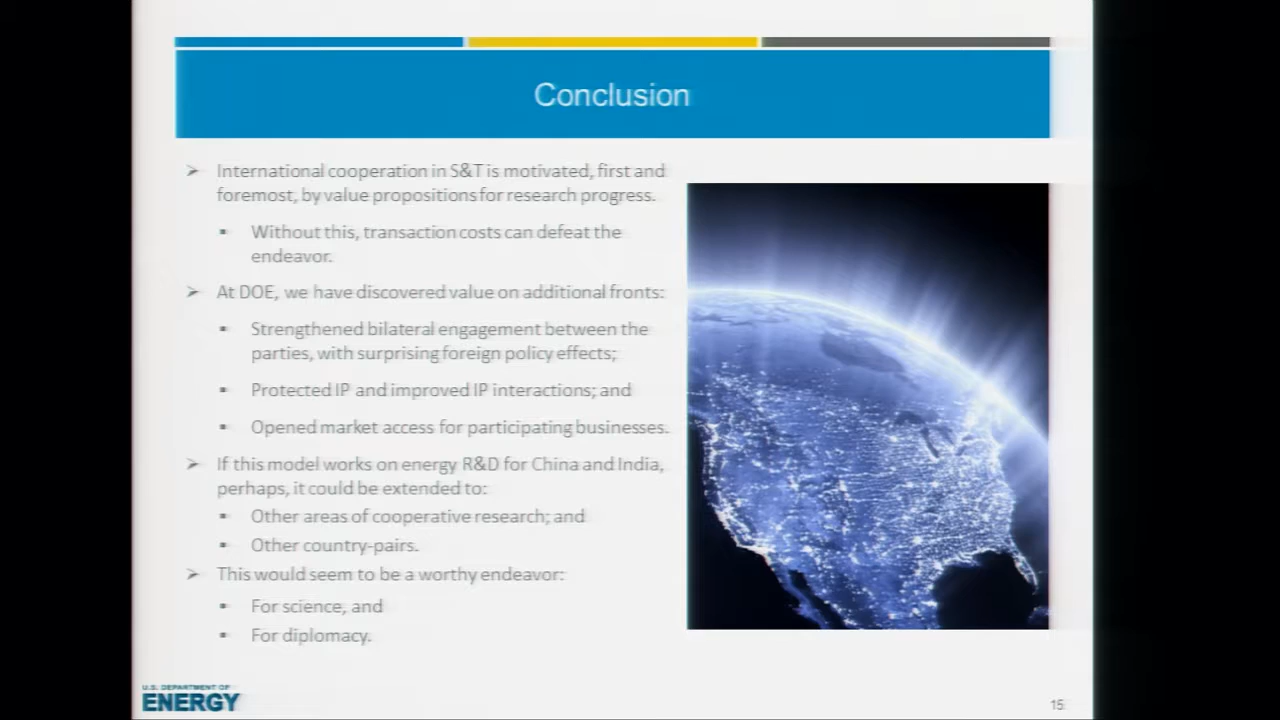 Conclusion
International cooperation in S&T is motivated, first and
foremost, by value propositions for research progress.
Without this, transaction costs can defeat the
endeavor.
At DOE, we have discovered value on additional fronts:
Strengthened bilateral engagement between the
parties, with surprising foreign policy effects;
Protected IP and improved IP interactions; and
Opened market access for participating businesses.
If this model works on energy R&D for China and India,
perhaps, it could be extended to:
Other areas of cooperative research; and
Other country-pairs.
This would seem to be a worthy endeavor:
For science, and
For diplomacy.
U.S. DEPARTMENT OF
ENERGY
15